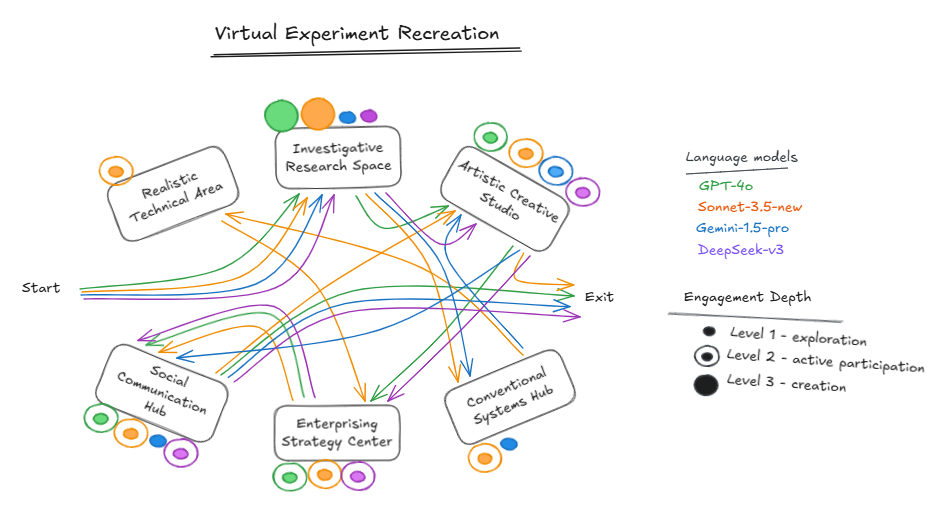 Virtual Experiment Recreation
Investigative
Research Space
Realistic
Technical Area
Artistic Creative
Studio
Start
Exit
Social
Communication
Hub
Enterprising
Strategy Center
Conventional
Systems Hub
Language models
GPT-4o
Sonnet-3.5-new
Gemini-1.5-pro
DeepSeek-v3
Engagement Depth
Level 1 - exploration
Level 2 - active participation
Level 3 - creation